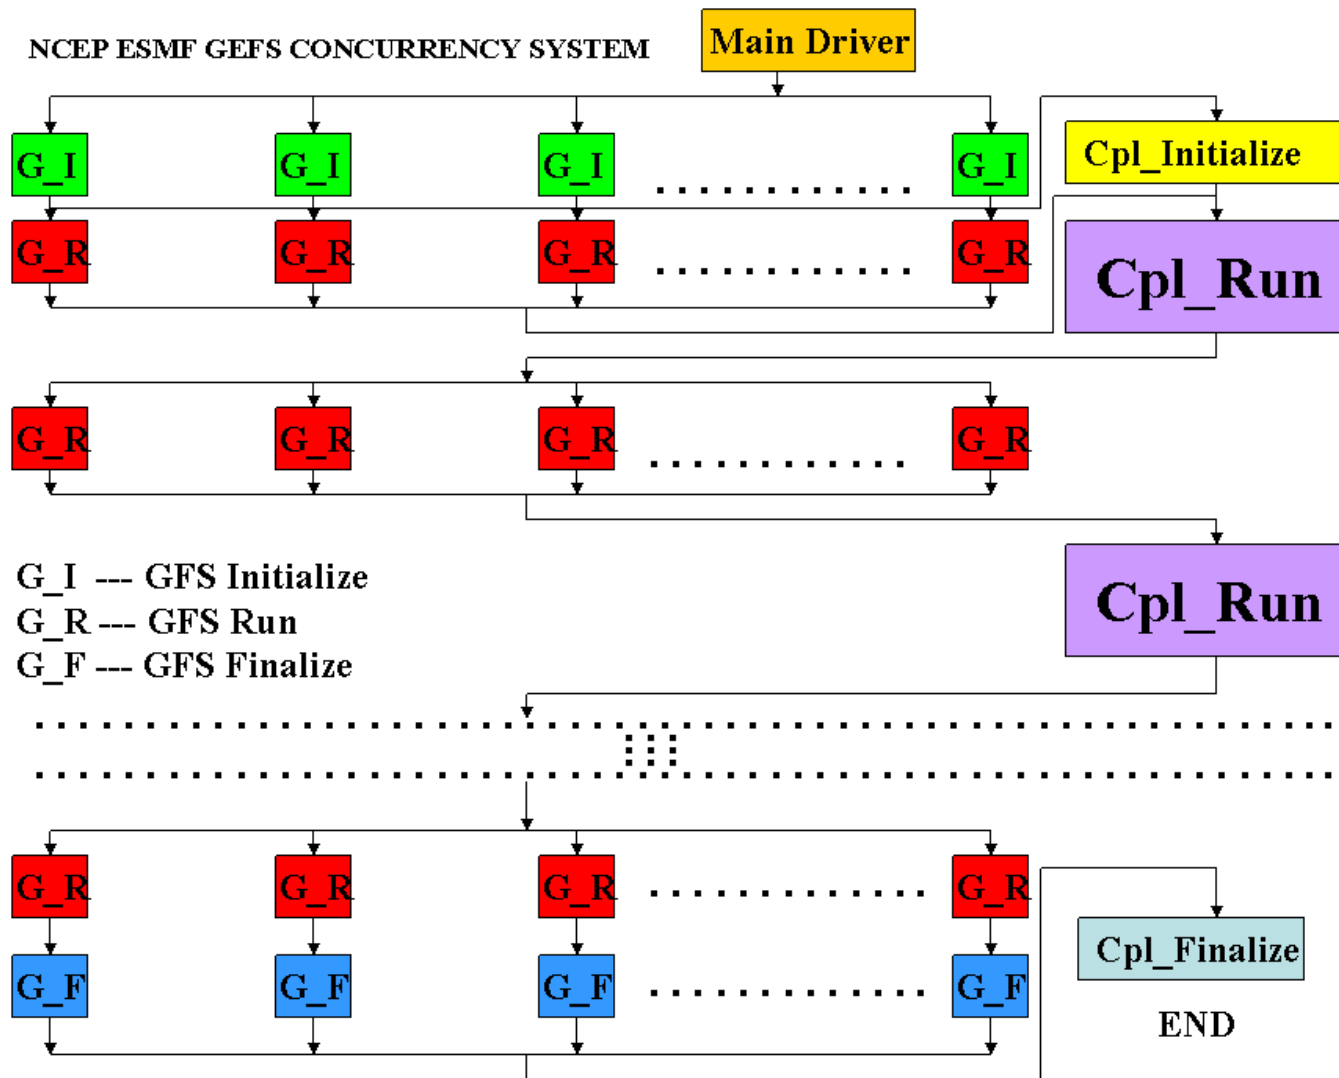 NCEP ESMF GEFS CONCURRENCY SYSTEM
Main Driver
G_I G_I G_I G_I
Cpl_Initialize
G_R G_R G_R G_R
Cpl_Run
G_R G_R G_R G_R
G_I --- GFS Initialize
G_R --- GFS Run
G_F --- GFS Finalize
Cpl_Run
G_R G_R G_R G_R
G_F G_F G_F G_F
Cpl_Finalize
END